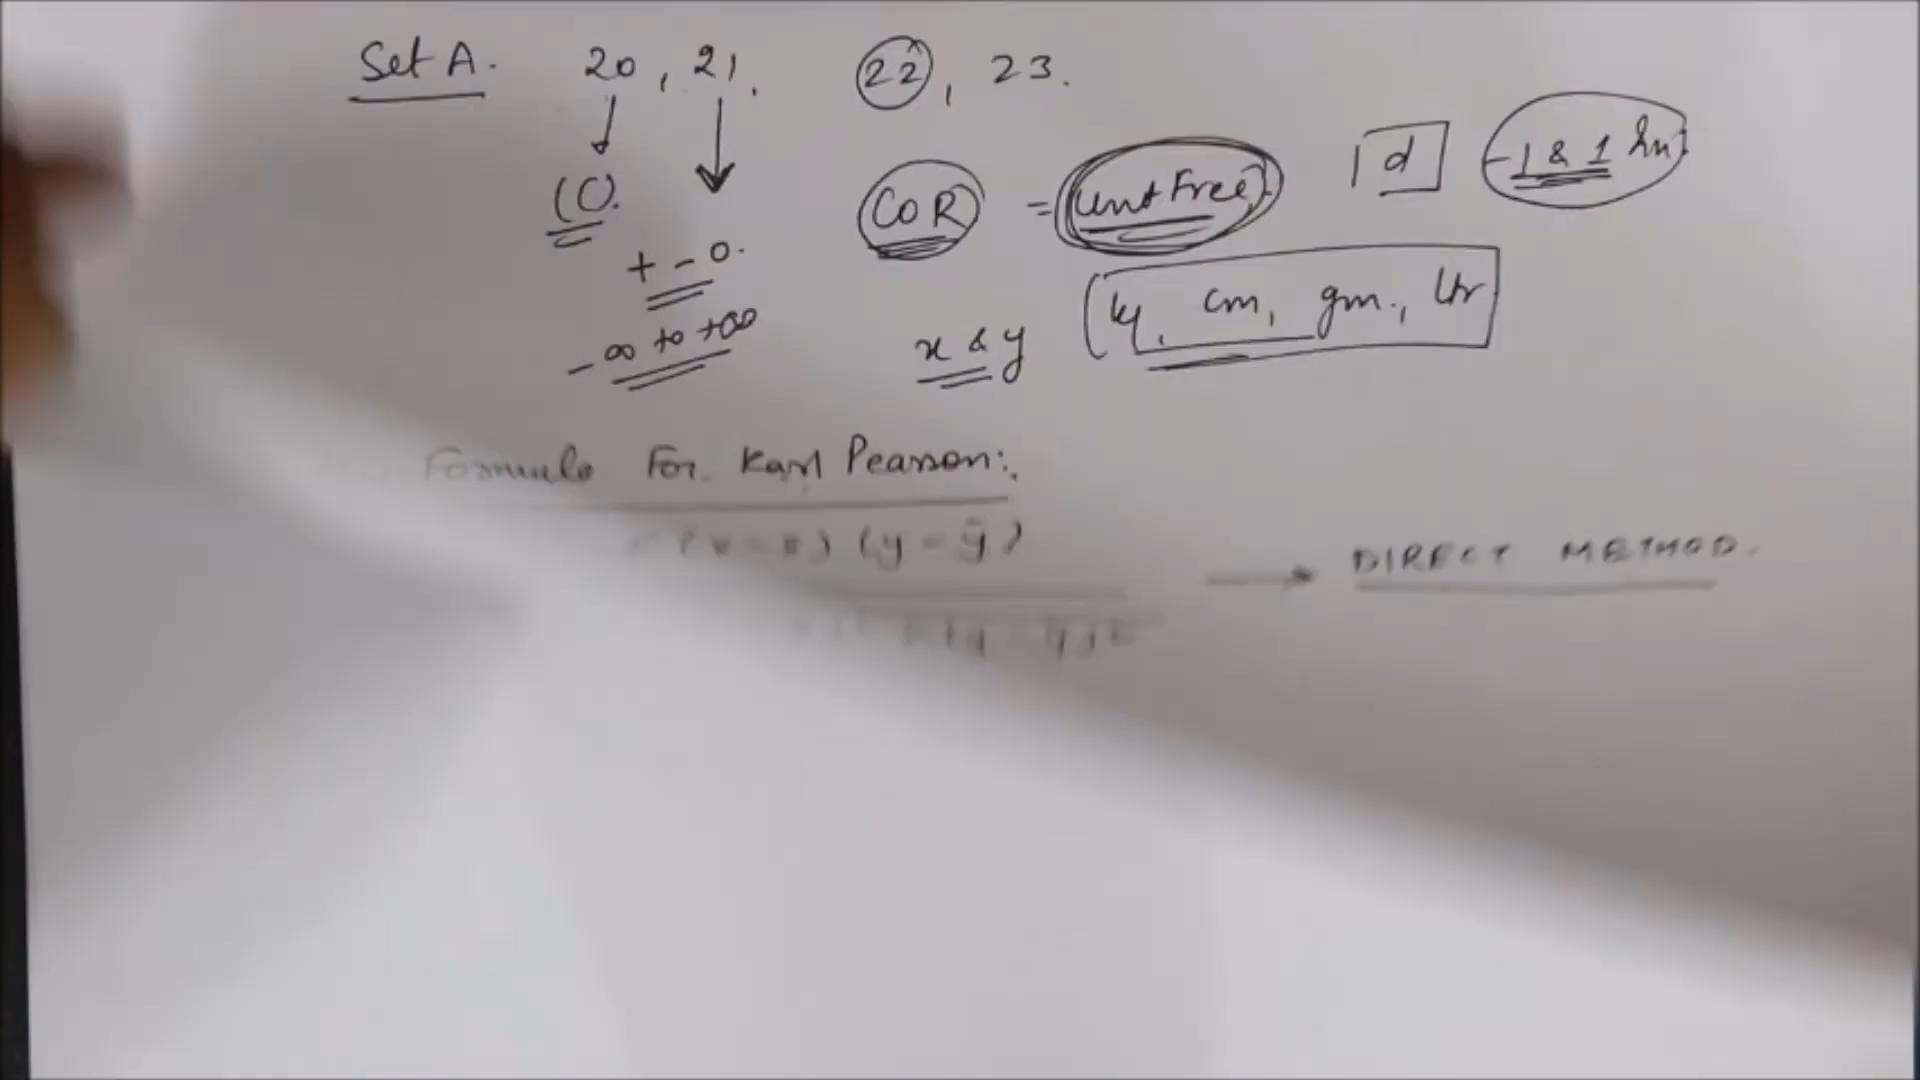 Set A. 20, 21, 22, 23.
(C).
COR = Unit Free. d -1 & 1
+ - 0.
-∞ to +∞
x & y
cm, gm., ltr
Formula For Karl Pearson:.
(y - ȳ)
→ DIRECT METHOD.